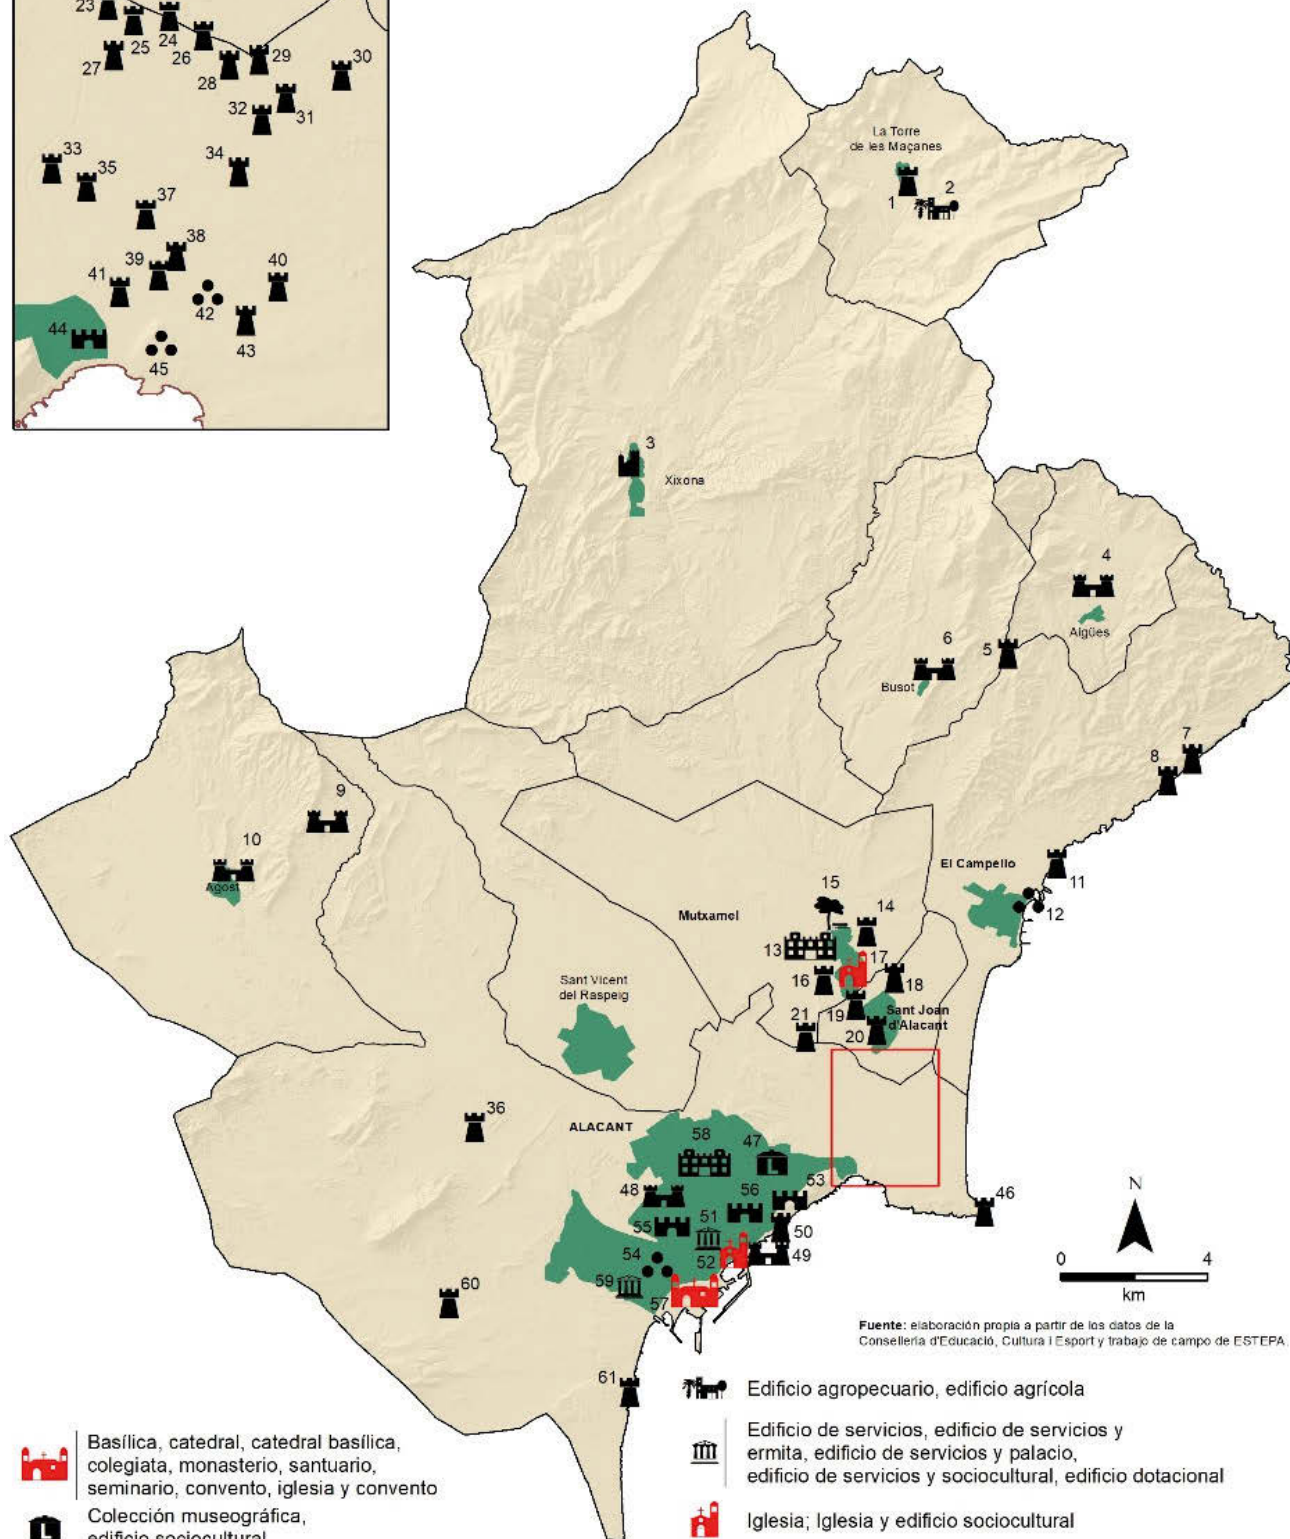 23
25
24
26
27
28
29
30
31
32
33
34
35
37
38
39
40
41
42
43
44
45
La Torre
de les Maçanes
1
2
3
Xixona
4
Aigües
5
6
Busot
7
8
9
10
Agost
El Campello
11
12
Mutxamel
15
14
13
17
16
18
Sant Joan
d'Alacant
19
20
21
Sant Vicent
del Raspeig
36
ALACANT
58
47
48
56
53
55
51
50
54
52
49
59
57
46
60
61
N
0
4
km
Fuente: elaboración propia a partir de los datos de la
Conselleria d'Educació, Cultura i Esport y trabajo de campo de ESTEPA.
Basílica, catedral, catedral basílica,
colegiata, monasterio, santuario,
seminario, convento, iglesia y convento
L
Colección museográfica,
edificio sociocultural
Edificio agropecuario, edificio agrícola
Edificio de servicios, edificio de servicios y
ermita, edificio de servicios y palacio,
edificio de servicios y sociocultural, edificio dotacional
Iglesia; Iglesia y edificio sociocultural